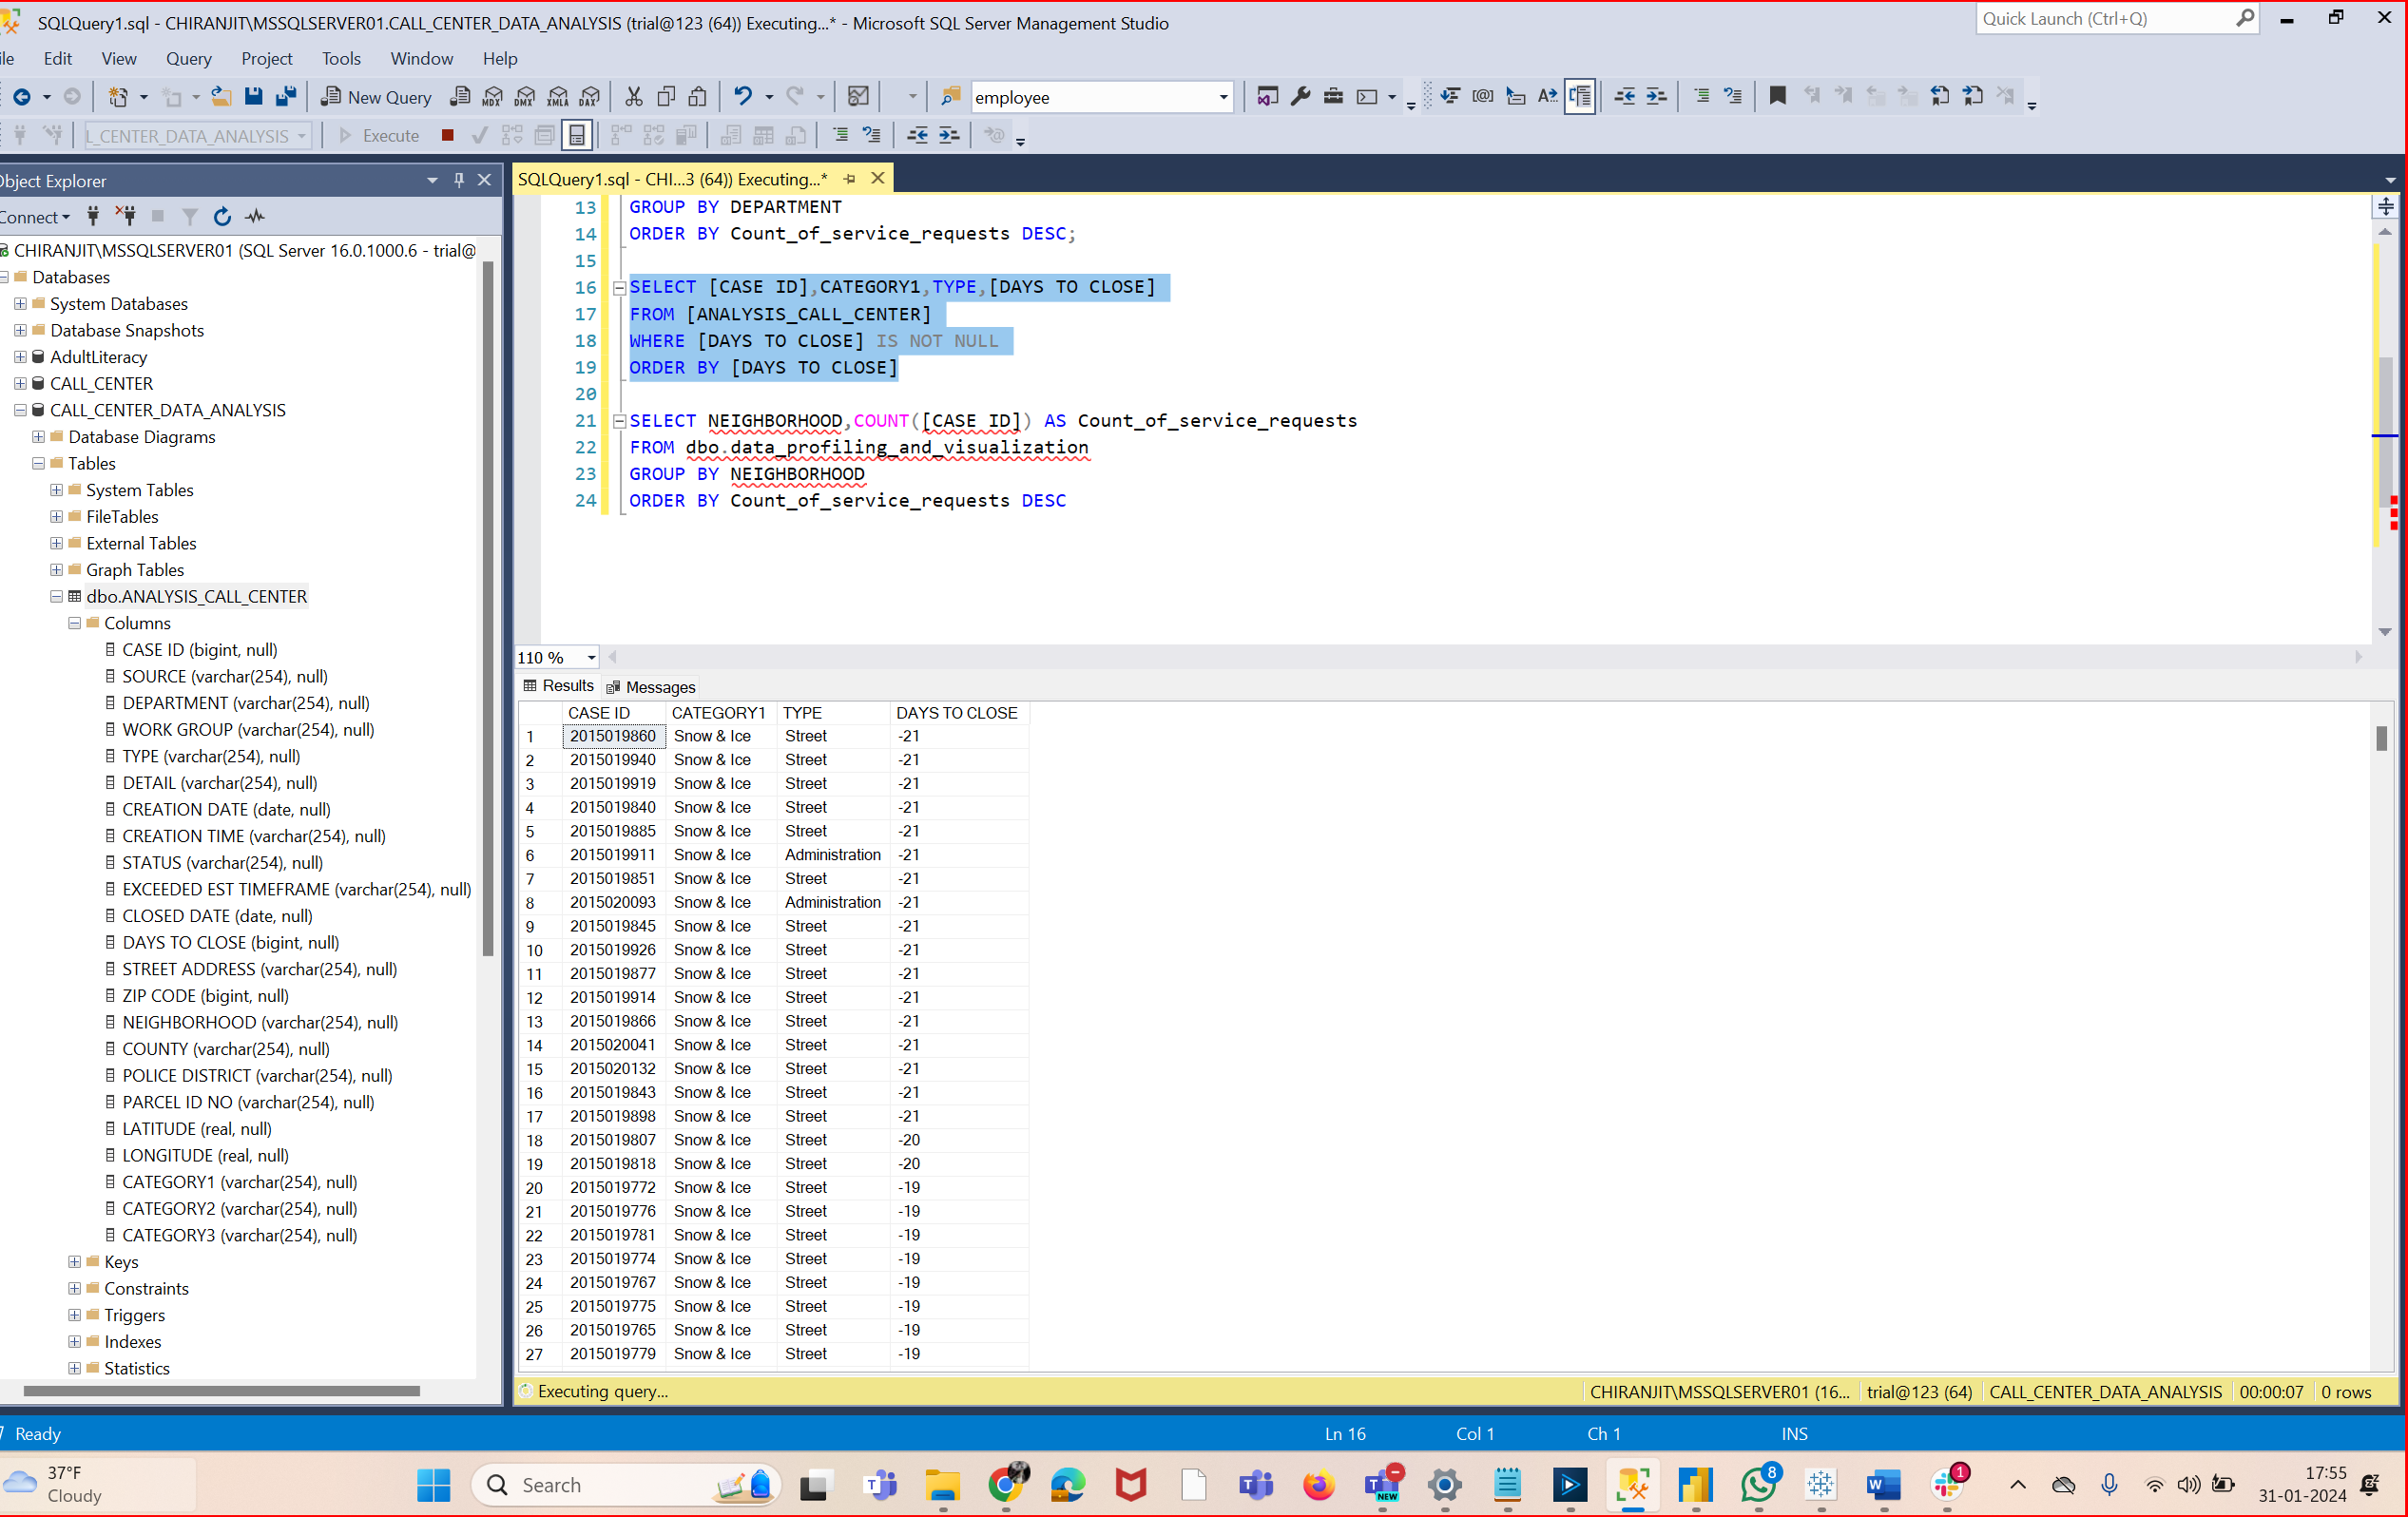 SQLQuery1.sql - CHIRANJIT\MSSQLSERVER01.CALL_CENTER_DATA_ANALYSIS (trial@123 (64)) Executing...* - Microsoft SQL Server Management Studio
Quick Launch (Ctrl+Q)
ile Edit View Query Project Tools Window Help
New Query MDX DMX XMLA DAX employee
L_CENTER_DATA_ANALYSIS Execute
Object Explorer
SQLQuery1.sql - CHI...3 (64)) Executing...*
Connect
CHIRANJIT\MSSQLSERVER01 (SQL Server 16.0.1000.6 - trial@
Databases
System Databases
Database Snapshots
AdultLiteracy
CALL_CENTER
CALL_CENTER_DATA_ANALYSIS
Database Diagrams
Tables
System Tables
FileTables
External Tables
Graph Tables
dbo.ANALYSIS_CALL_CENTER
Columns
CASE ID (bigint, null)
SOURCE (varchar(254), null)
DEPARTMENT (varchar(254), null)
WORK GROUP (varchar(254), null)
TYPE (varchar(254), null)
DETAIL (varchar(254), null)
CREATION DATE (date, null)
CREATION TIME (varchar(254), null)
STATUS (varchar(254), null)
EXCEEDED EST TIMEFRAME (varchar(254), null)
CLOSED DATE (date, null)
DAYS TO CLOSE (bigint, null)
STREET ADDRESS (varchar(254), null)
ZIP CODE (bigint, null)
NEIGHBORHOOD (varchar(254), null)
COUNTY (varchar(254), null)
POLICE DISTRICT (varchar(254), null)
PARCEL ID NO (varchar(254), null)
LATITUDE (real, null)
LONGITUDE (real, null)
CATEGORY1 (varchar(254), null)
CATEGORY2 (varchar(254), null)
CATEGORY3 (varchar(254), null)
Keys
Constraints
Triggers
Indexes
Statistics
13 GROUP BY DEPARTMENT
14 ORDER BY Count_of_service_requests DESC;
15
16 SELECT [CASE ID],CATEGORY1,TYPE,[DAYS TO CLOSE]
17 FROM [ANALYSIS_CALL_CENTER]
18 WHERE [DAYS TO CLOSE] IS NOT NULL
19 ORDER BY [DAYS TO CLOSE]
20
21 SELECT NEIGHBORHOOD,COUNT([CASE ID]) AS Count_of_service_requests
22 FROM dbo.data_profiling_and_visualization
23 GROUP BY NEIGHBORHOOD
24 ORDER BY Count_of_service_requests DESC
110 %
Results Messages
CASE ID CATEGORY1 TYPE DAYS TO CLOSE
1 2015019860 Snow & Ice Street -21
2 2015019940 Snow & Ice Street -21
3 2015019919 Snow & Ice Street -21
4 2015019840 Snow & Ice Street -21
5 2015019885 Snow & Ice Street -21
6 2015019911 Snow & Ice Administration -21
7 2015019851 Snow & Ice Street -21
8 2015020093 Snow & Ice Administration -21
9 2015019845 Snow & Ice Street -21
10 2015019926 Snow & Ice Street -21
11 2015019877 Snow & Ice Street -21
12 2015019914 Snow & Ice Street -21
13 2015019866 Snow & Ice Street -21
14 2015020041 Snow & Ice Street -21
15 2015020132 Snow & Ice Street -21
16 2015019843 Snow & Ice Street -21
17 2015019898 Snow & Ice Street -21
18 2015019807 Snow & Ice Street -20
19 2015019818 Snow & Ice Street -20
20 2015019772 Snow & Ice Street -19
21 2015019776 Snow & Ice Street -19
22 2015019781 Snow & Ice Street -19
23 2015019774 Snow & Ice Street -19
24 2015019767 Snow & Ice Street -19
25 2015019775 Snow & Ice Street -19
26 2015019765 Snow & Ice Street -19
27 2015019779 Snow & Ice Street -19
Executing query... CHIRANJIT\MSSQLSERVER01 (16... trial@123 (64) CALL_CENTER_DATA_ANALYSIS 00:00:07 0 rows
Ready Ln 16 Col 1 Ch 1 INS
37°F
Cloudy
Search
NEW
8
1
17:55
31-01-2024